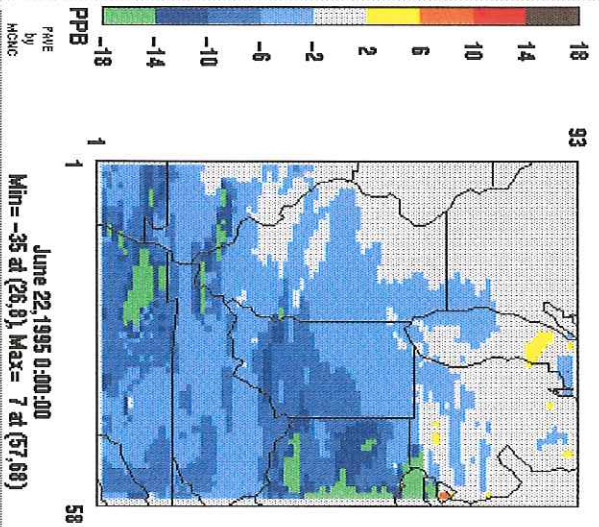 PPB
18
14
10
6
2
-2
-6
-10
-14
-18
PAVE
by
MCNC
93
1
1
58
June 22,1995 0:00:00
Min= -35 at (26,8), Max= 7 at (57,68)